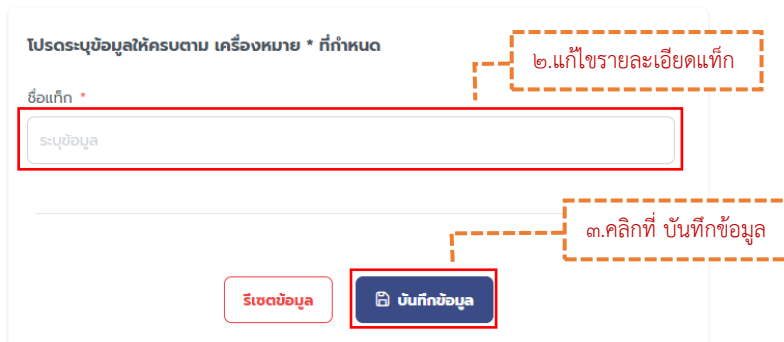 โปรดระบุข้อมูลให้ครบตาม เครื่องหมาย * ที่กำหนด
๒.แก้ไขรายละเอียดแท็ก
ชื่อแท็ก *
ระบุข้อมูล
๓.คลิกที่ บันทึกข้อมูล
รีเซตข้อมูล
บันทึกข้อมูล